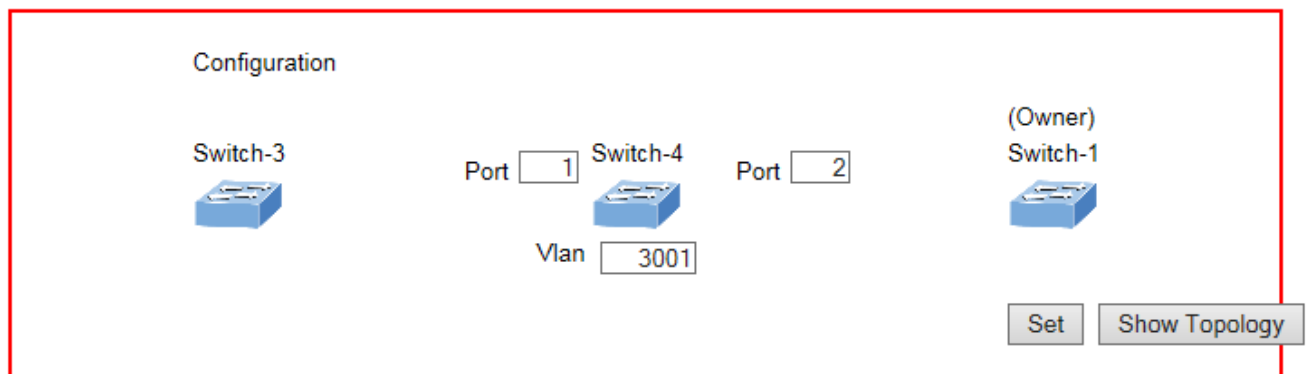 Configuration
(Owner)
Switch-3
Port 1
Switch-4
Port 2
Switch-1
Vlan 3001
Set
Show Topology